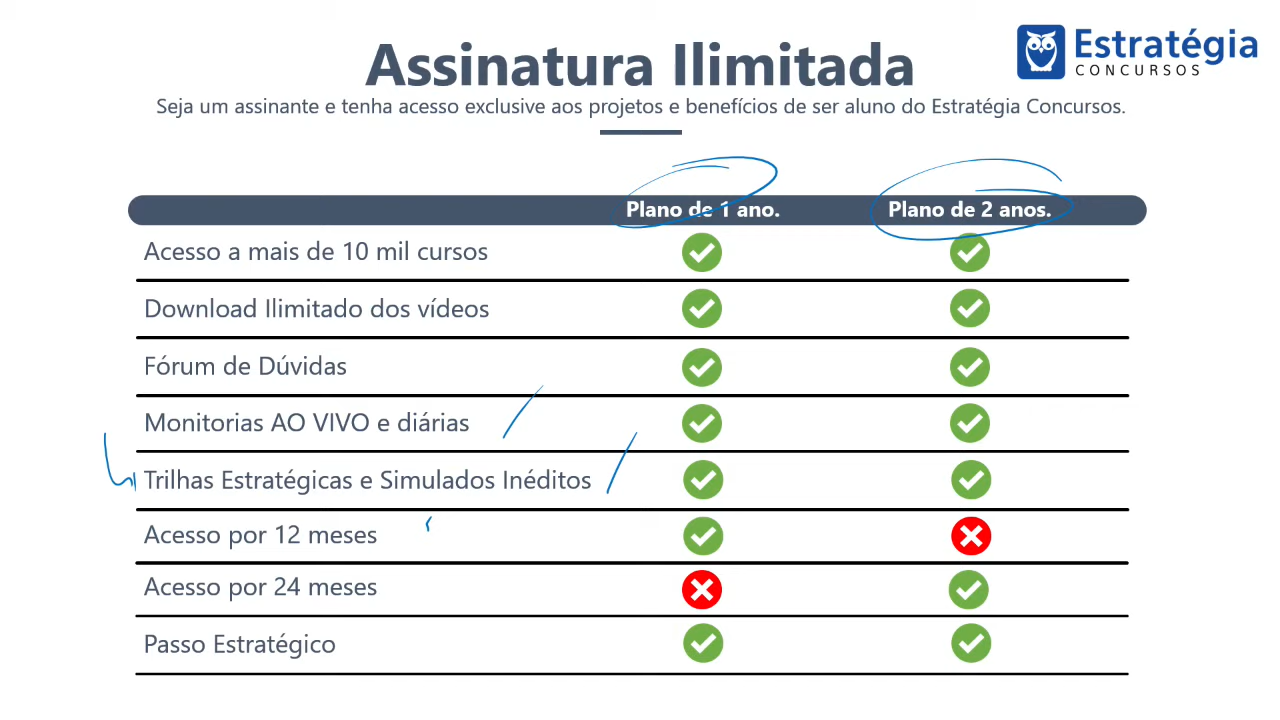 Estratégia
CONCURSOS
Assinatura Ilimitada
Seja um assinante e tenha acesso exclusive aos projetos e benefícios de ser aluno do Estratégia Concursos.
Plano de 1 ano. Plano de 2 anos.
Acesso a mais de 10 mil cursos
Download Ilimitado dos vídeos
Fórum de Dúvidas
Monitorias AO VIVO e diárias
Trilhas Estratégicas e Simulados Inéditos
Acesso por 12 meses
Acesso por 24 meses
Passo Estratégico